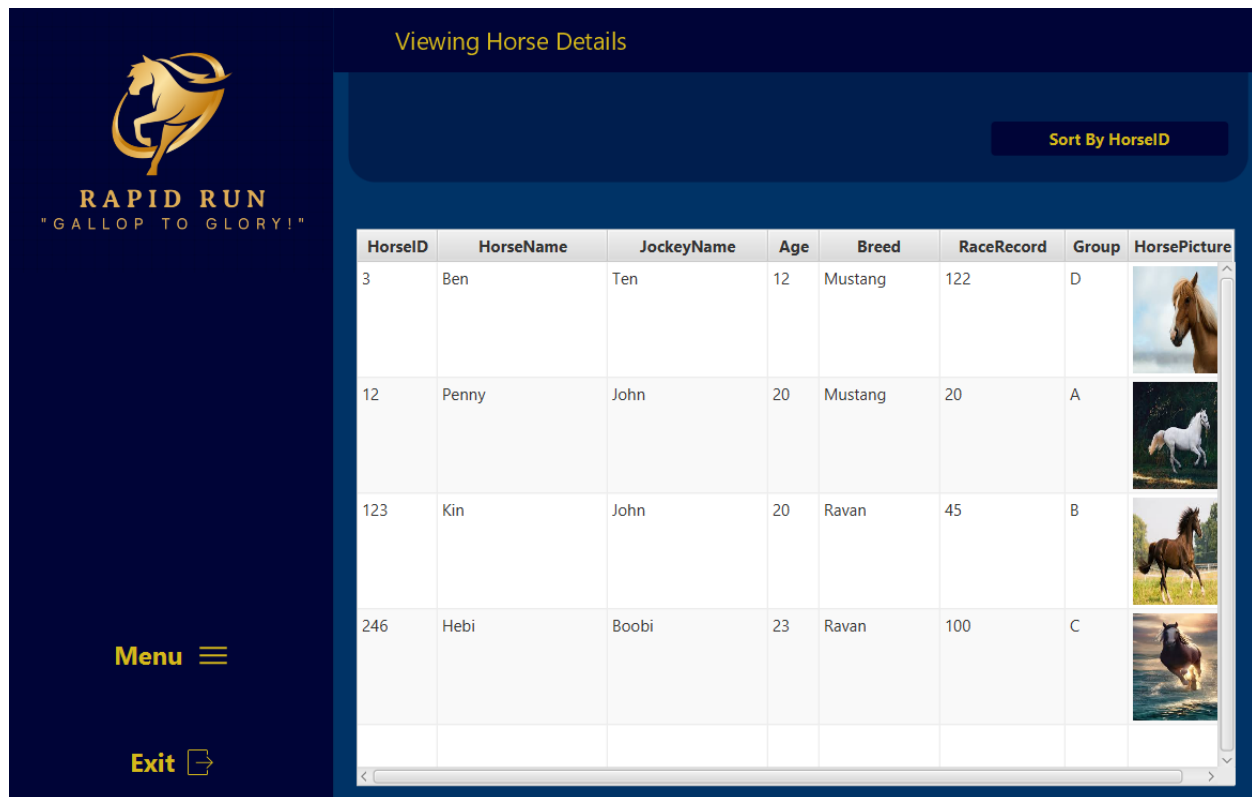 Viewing Horse Details
RAPID RUN
"GALLOP TO GLORY!"
Sort By HorseID
HorseID HorseName JockeyName Age Breed RaceRecord Group HorsePicture
3 Ben Ten 12 Mustang 122 D
12 Penny John 20 Mustang 20 A
123 Kin John 20 Ravan 45 B
246 Hebi Boobi 23 Ravan 100 C
Menu
Exit